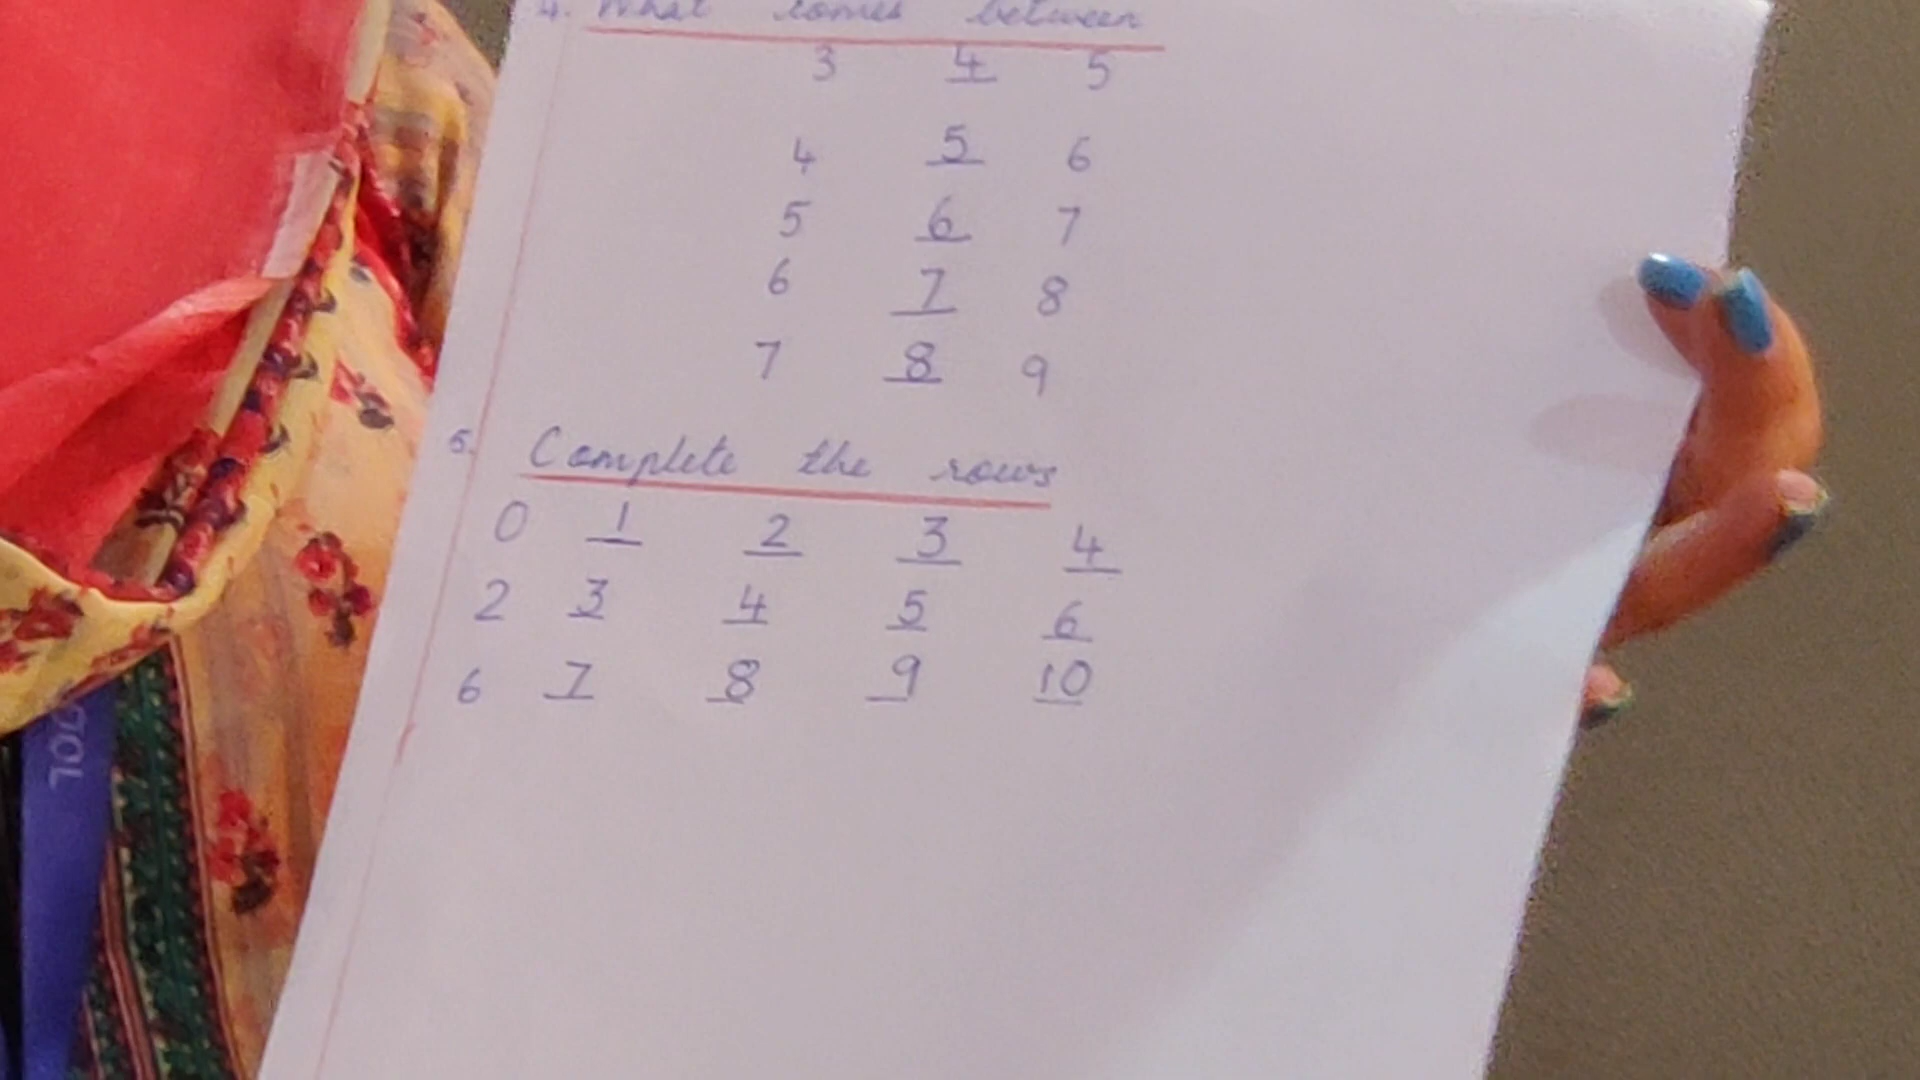 4. What comes between
3 4 5
4 5 6
5 6 7
6 7 8
7 8 9
5. Complete the rows
0 1 2 3 4
2 3 4 5 6
6 7 8 9 10